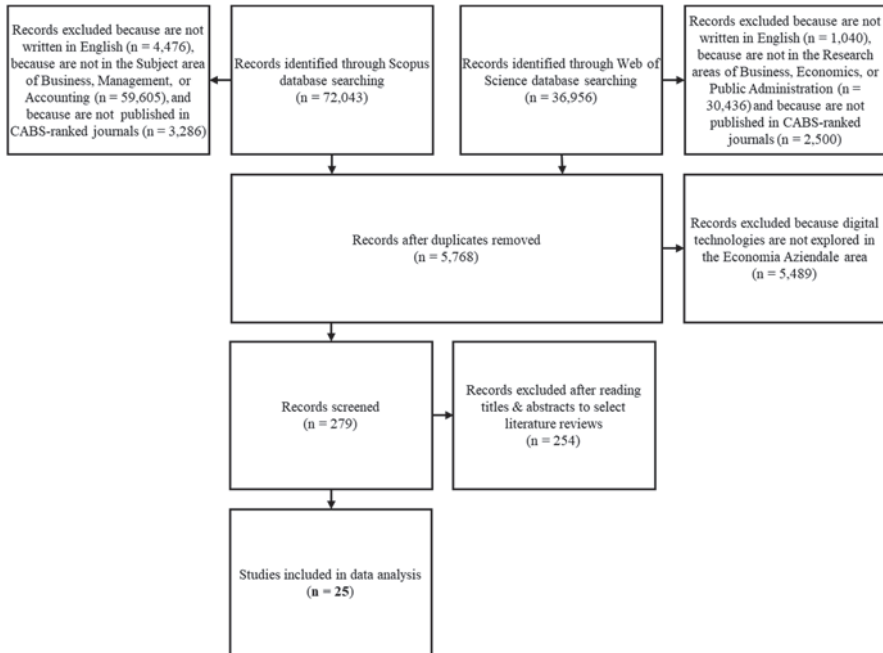 Records excluded because are not
written in English (n = 4,476),
because are not in the Subject area
of Business, Management, or
Accounting (n = 59,605), and
because are not published in
CABS-ranked journals (n = 3,286)
Records identified through Scopus
database searching
(n = 72,043)
Records identified through Web of
Science database searching
(n = 36,956)
Records excluded because are not
written in English (n = 1,040),
because are not in the Research
areas of Business, Economics, or
Public Administration (n =
30,436) and because are not
published in CABS-ranked
journals (n = 2,500)
Records after duplicates removed
(n = 5,768)
Records excluded because digital
technologies are not explored in
the Economia Aziendale area
(n = 5,489)
Records screened
(n = 279)
Records excluded after reading
titles & abstracts to select
literature reviews
(n = 254)
Studies included in data analysis
(n = 25)